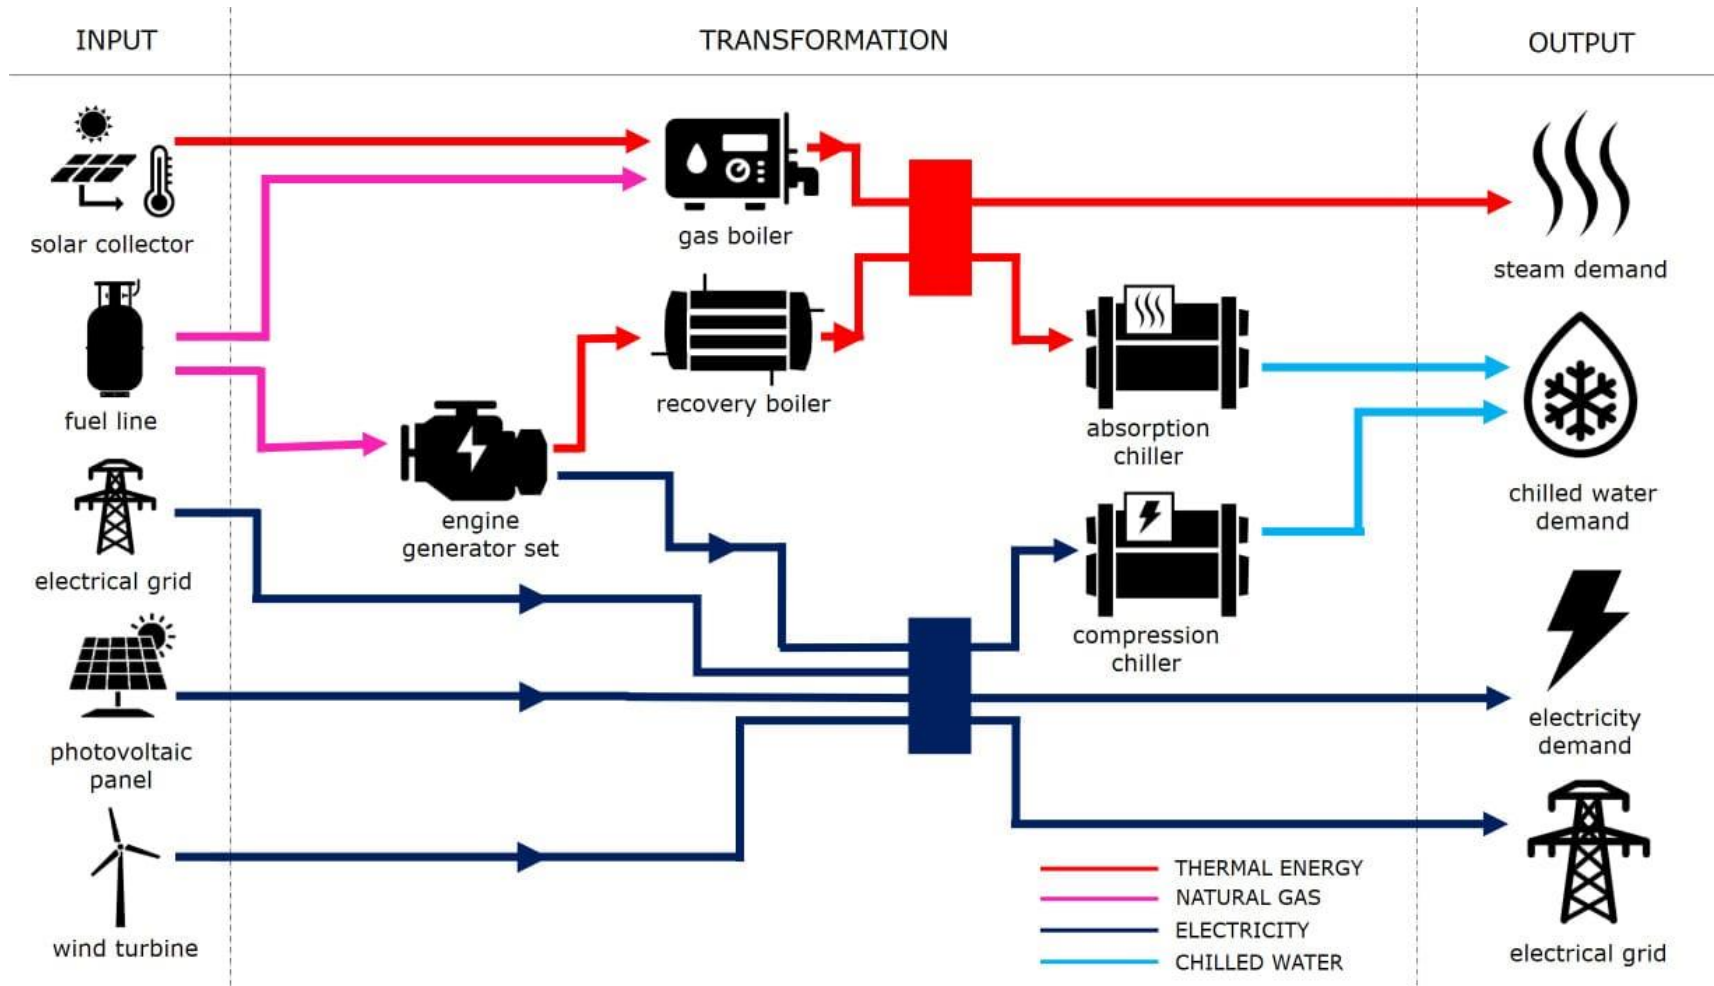 INPUT
TRANSFORMATION
OUTPUT
solar collector
gas boiler
steam demand
fuel line
recovery boiler
absorption
chiller
chilled water
demand
engine
generator set
electrical grid
compression
chiller
electricity
demand
photovoltaic
panel
wind turbine
THERMAL ENERGY
NATURAL GAS
ELECTRICITY
CHILLED WATER
electrical grid